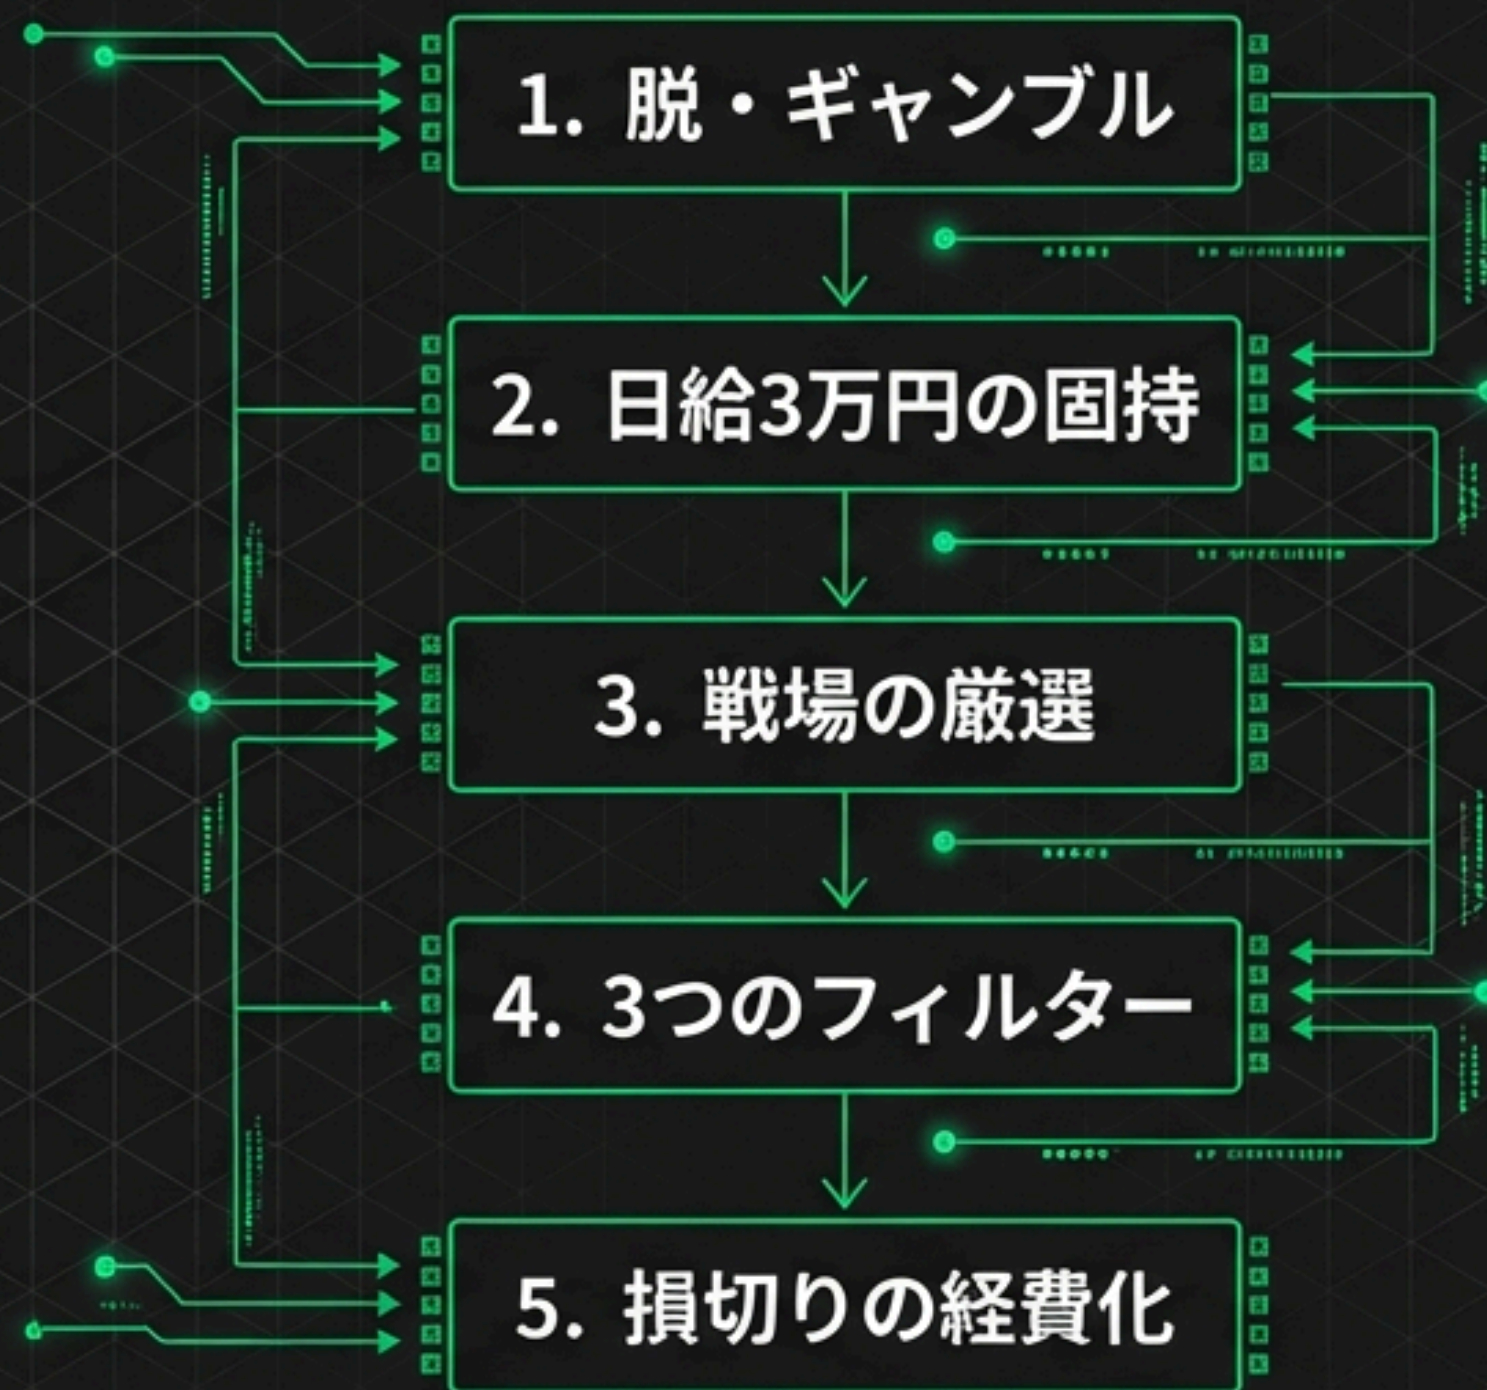 1. 脱・ギャンブル
2. 日給3万円の固持
3. 戦場の厳選
4. 3つのフィルター
5. 損切りの経費化